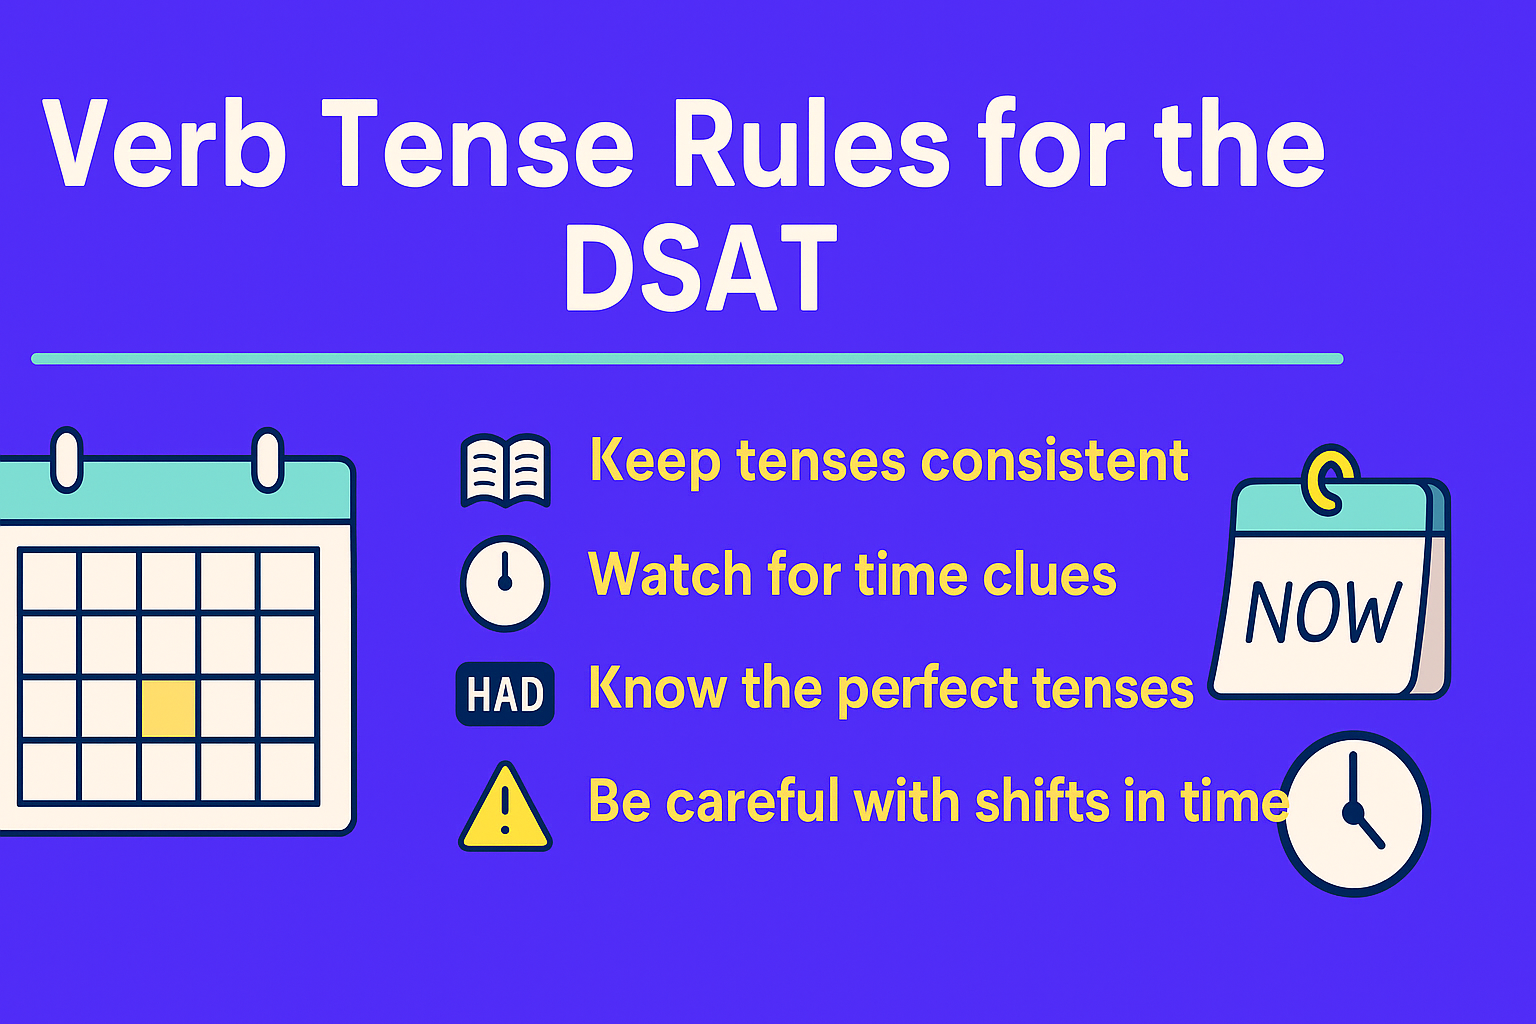 Verb Tense Rules for the
DSAT
Keep tenses consistent
Watch for time clues
HAD Know the perfect tenses
Be careful with shifts in time
NOW